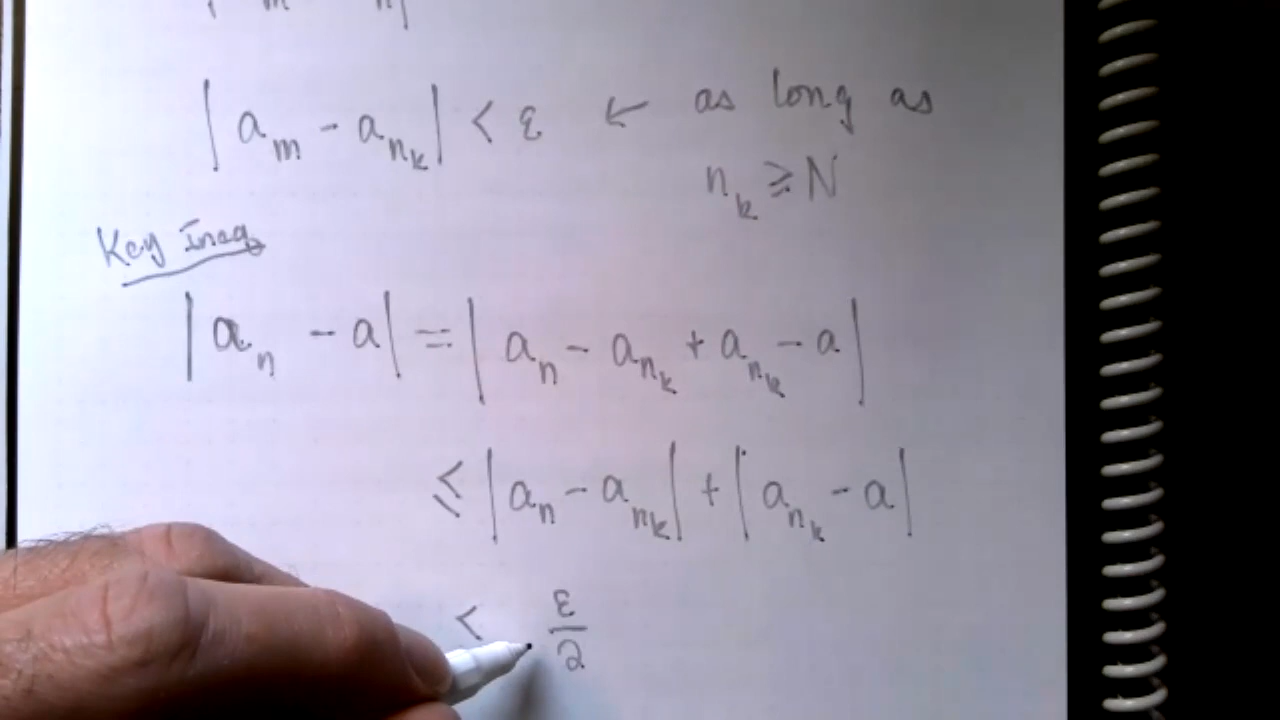 |a_m - a_{n_k}| < ε ← as long as
n_k ≥ N
Key Ineq
|a_n - a| = |a_n - a_{n_k} + a_{n_k} - a|
≤ |a_n - a_{n_k}| + |a_{n_k} - a|
< ε/2